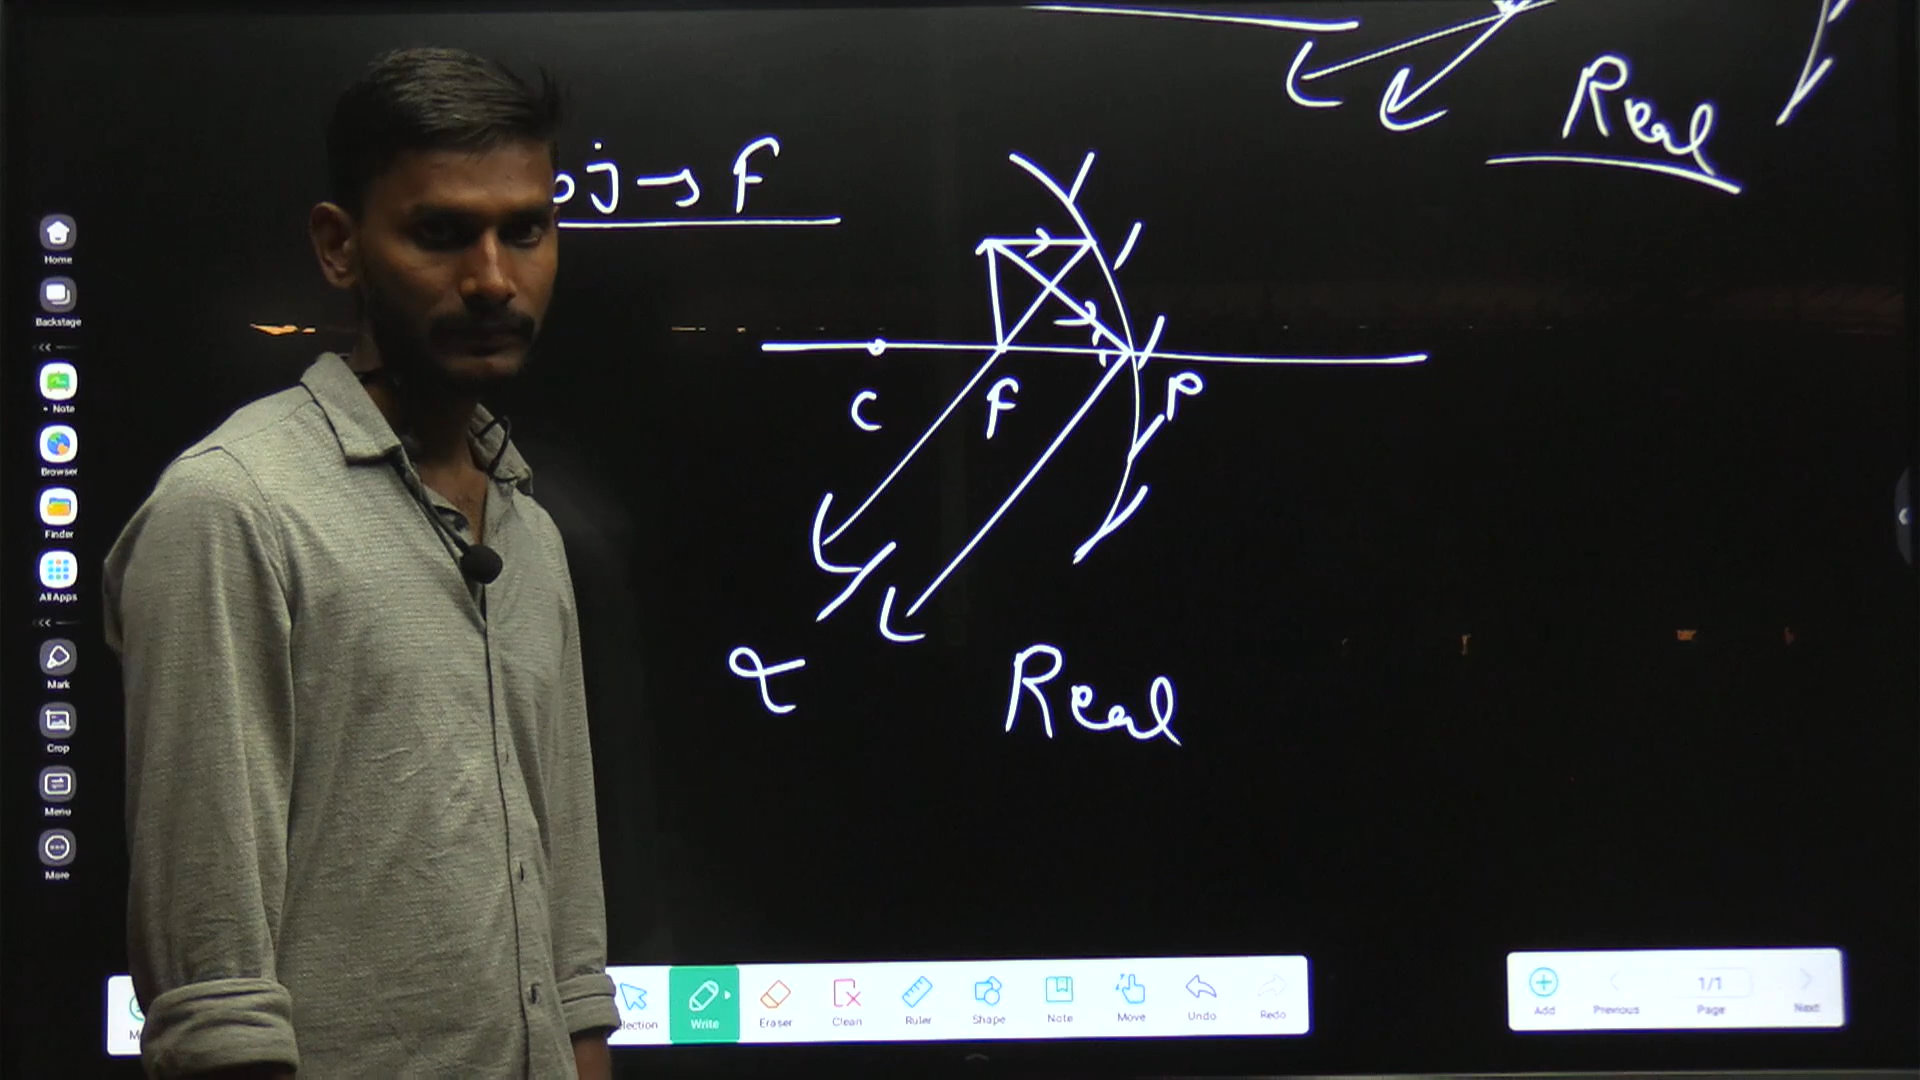 Real
oj→F
C
F
P
Real
Home
Backstage
Note
Browser
Finder
All Apps
Mark
Crop
Menu
More
Write
Eraser
Clean
Ruler
Shape
Note
Move
Undo
Redo
Add
Previous
1/1
Page
Next